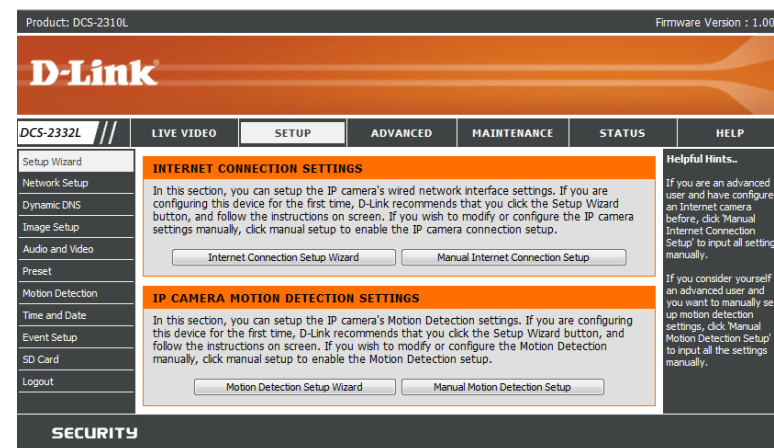 Product: DCS-2310L
Firmware Version : 1.00
D-Link
DCS-2332L
LIVE VIDEO
SETUP
ADVANCED
MAINTENANCE
STATUS
HELP
Setup Wizard
Network Setup
Dynamic DNS
Image Setup
Audio and Video
Preset
Motion Detection
Time and Date
Event Setup
SD Card
Logout
INTERNET CONNECTION SETTINGS
In this section, you can setup the IP camera's wired network interface settings. If you are
configuring this device for the first time, D-Link recommends that you click the Setup Wizard
button, and follow the instructions on screen. If you wish to modify or configure the IP camera
settings manually, click manual setup to enable the IP camera connection setup.
Internet Connection Setup Wizard
Manual Internet Connection Setup
IP CAMERA MOTION DETECTION SETTINGS
In this section, you can setup the IP camera's Motion Detection settings. If you are configuring
this device for the first time, D-Link recommends that you click the Setup Wizard button, and
follow the instructions on screen. If you wish to modify or configure the Motion Detection
manually, click manual setup to enable the Motion Detection setup.
Motion Detection Setup Wizard
Manual Motion Detection Setup
Helpful Hints..
If you are an advanced
user and have configure
an Internet camera
before, click 'Manual
Internet Connection
Setup' to input all setting
manually.
If you consider yourself
an advanced user and
you want to manually se
up motion detection
settings, click 'Manual
Motion Detection Setup'
to input all the settings
manually.
SECURITY